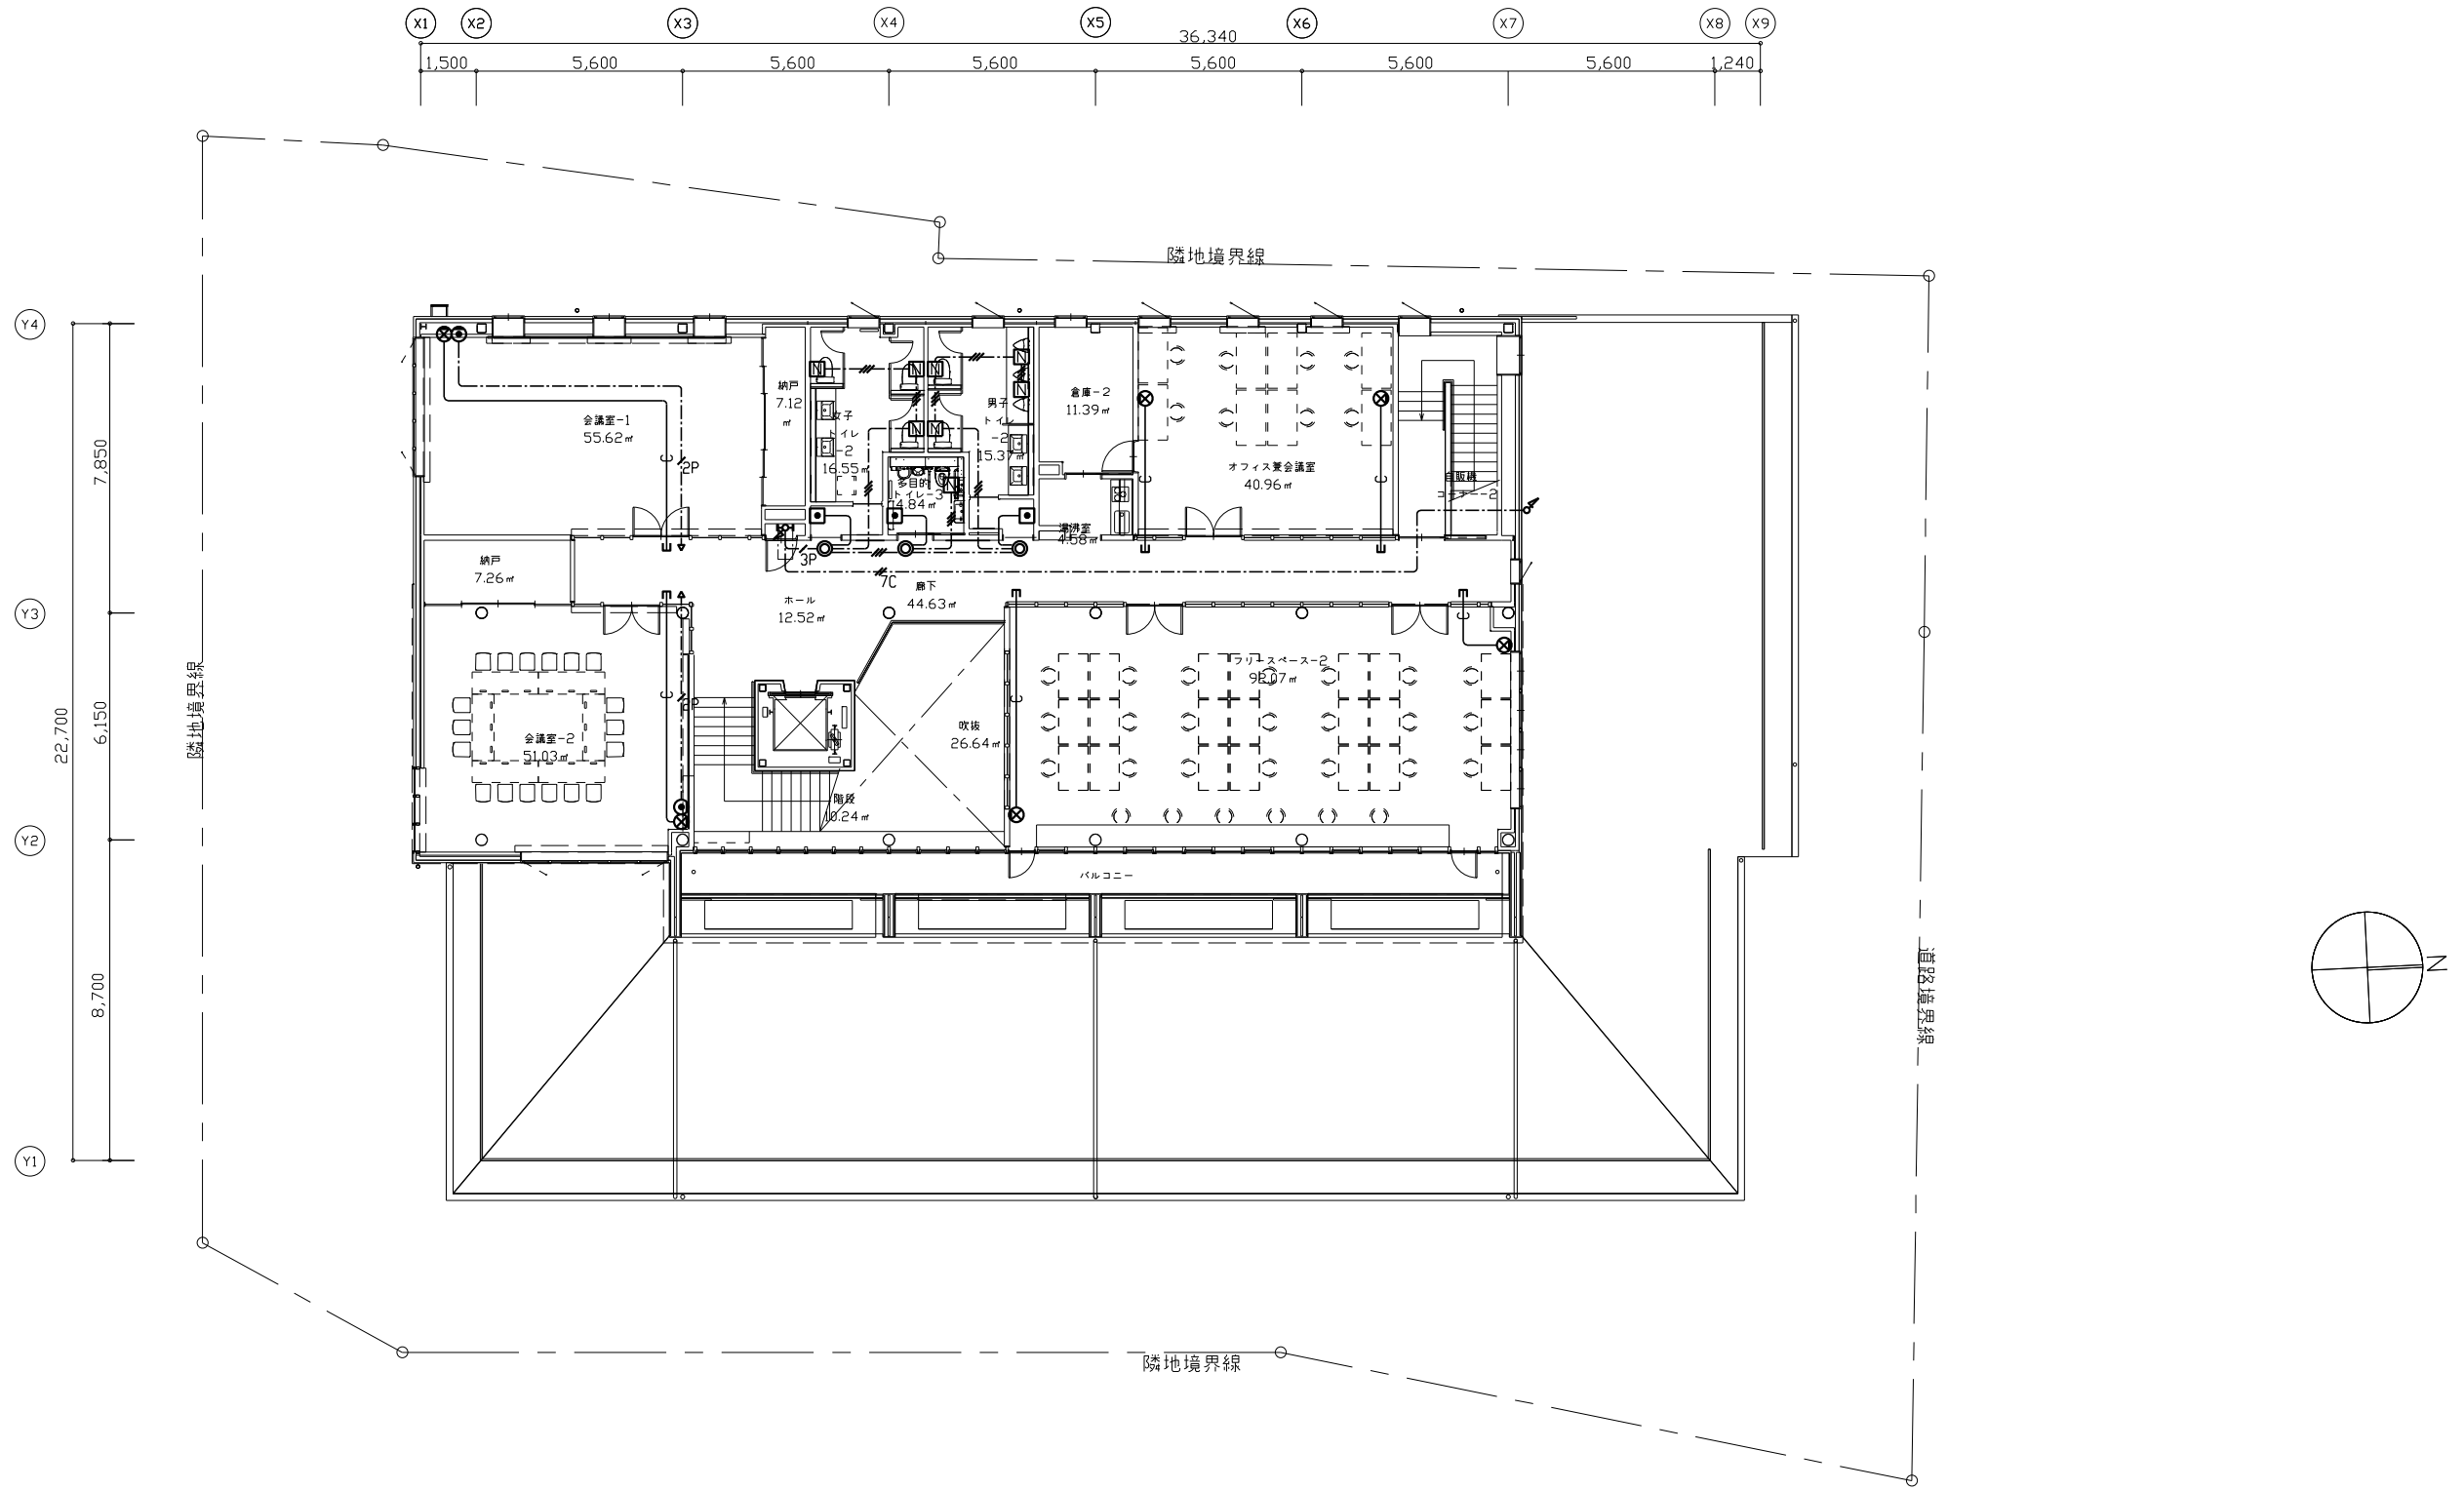 X1 X2 X3 X4 X5 X6 X7 X8 X9
36,340
1,500 5,600 5,600 5,600 5,600 5,600 5,600 1,240
隣地境界線
Y4
Y3
Y2
Y1
7,850
6,150
22,700
8,700
隣地境界線
会議室-1
55.62㎡
2P
納戸
7.12
㎡
女子
トイレ
-2
16.55㎡
男子
トイレ
-2
15.37㎡
多目的
トイレ-3
4.84㎡
倉庫-2
11.39㎡
湯沸室
4.58㎡
オフィス兼会議室
40.96㎡
自販機
コーナー-2
3P
7C
納戸
7.26㎡
ホール
12.52㎡
廊下
44.63㎡
フリースペース-2
92.07㎡
会議室-2
51.03㎡
2P
吹抜
26.64㎡
階段
10.24㎡
バルコニー
道路境界線
N
隣地境界線